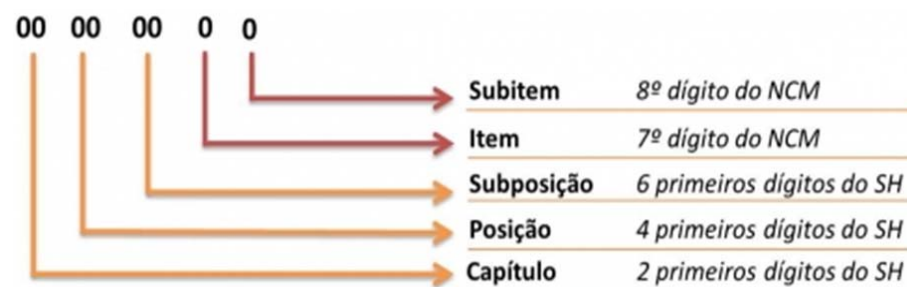 00 00 00 0 0
Subitem 8º dígito do NCM
Item 7º dígito do NCM
Subposição 6 primeiros dígitos do SH
Posição 4 primeiros dígitos do SH
Capítulo 2 primeiros dígitos do SH